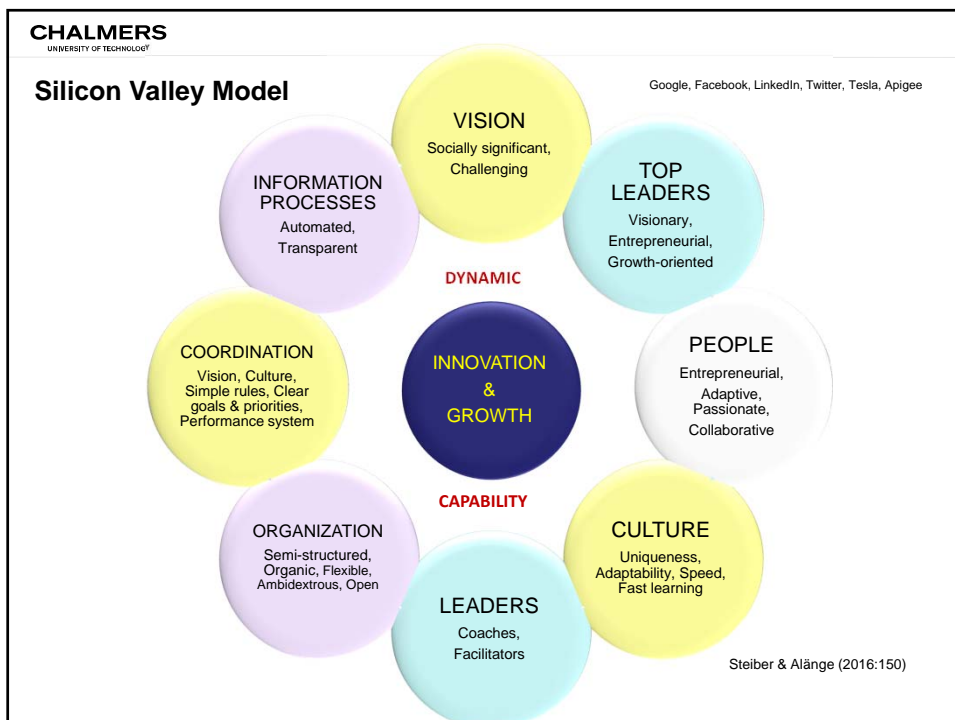 CHALMERS
UNIVERSITY OF TECHNOLOGY
Silicon Valley Model
Google, Facebook, LinkedIn, Twitter, Tesla, Apigee
VISION
Socially significant,
Challenging
TOP
LEADERS
Visionary,
Entrepreneurial,
Growth-oriented
PEOPLE
Entrepreneurial,
Adaptive,
Passionate,
Collaborative
CULTURE
Uniqueness,
Adaptability, Speed,
Fast learning
LEADERS
Coaches,
Facilitators
ORGANIZATION
Semi-structured,
Organic, Flexible,
Ambidextrous, Open
COORDINATION
Vision, Culture,
Simple rules, Clear
goals & priorities,
Performance system
INFORMATION
PROCESSES
Automated,
Transparent
DYNAMIC
INNOVATION
&
GROWTH
CAPABILITY
Steiber & Alänge (2016:150)